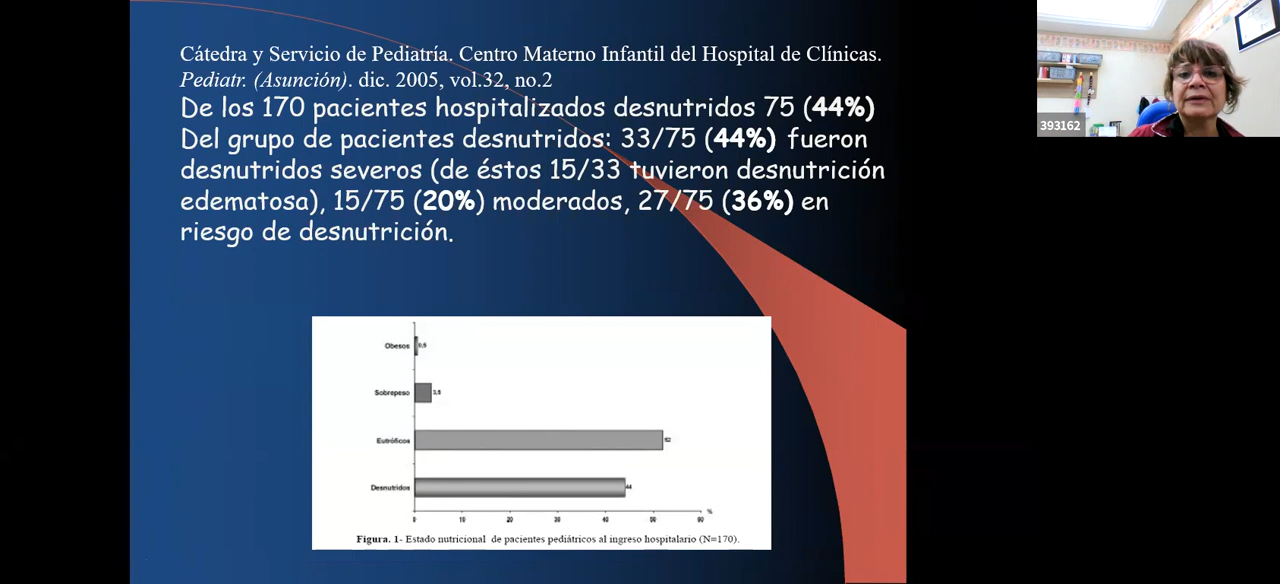 Cátedra y Servicio de Pediatría. Centro Materno Infantil del Hospital de Clínicas.
Pediatr. (Asunción). dic. 2005, vol.32, no.2
De los 170 pacientes hospitalizados desnutridos 75 (44%)
Del grupo de pacientes desnutridos: 33/75 (44%) fueron
desnutridos severos (de éstos 15/33 tuvieron desnutrición
edematosa), 15/75 (20%) moderados, 27/75 (36%) en
riesgo de desnutrición.
393162
Obesos 0,5
Sobrepeso 3,5
Eutróficos 52
Desnutridos 44
0 10 20 30 40 50 60 %
Figura. 1- Estado nutricional de pacientes pediátricos al ingreso hospitalario (N=170).